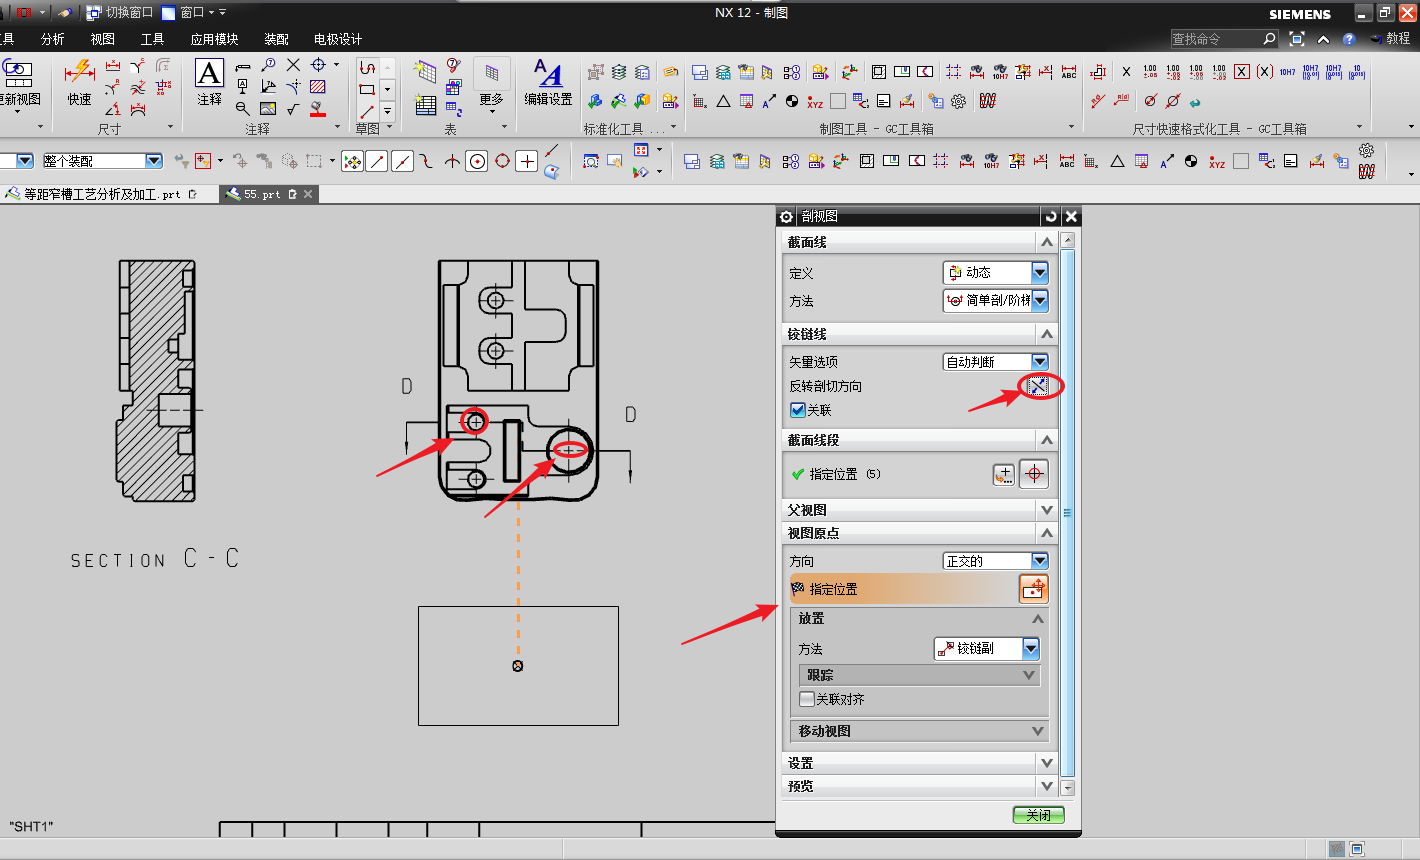 切换窗口 窗口 NX 12 - 制图 SIEMENS
工具 分析 视图 工具 应用模块 装配 电极设计 查找命令 教程
更新视图 快速 A 注释 草图 更多 编辑设置
尺寸 注释 表 标准化工具 ... 制图工具 - GC工具箱 尺寸快速格式化工具 - GC工具箱
整个装配
等距窄槽工艺分析及加工.prt 55.prt
剖视图
截面线
定义 动态
方法 简单剖/阶梯
铰链线
矢量选项 自动判断
反转剖切方向
关联
截面线段
指定位置 (5)
父视图
视图原点
方向 正交的
指定位置
放置
方法 铰链副
跟踪
关联对齐
移动视图
设置
预览
关闭
D
D
SECTION C-C
"SHT1"